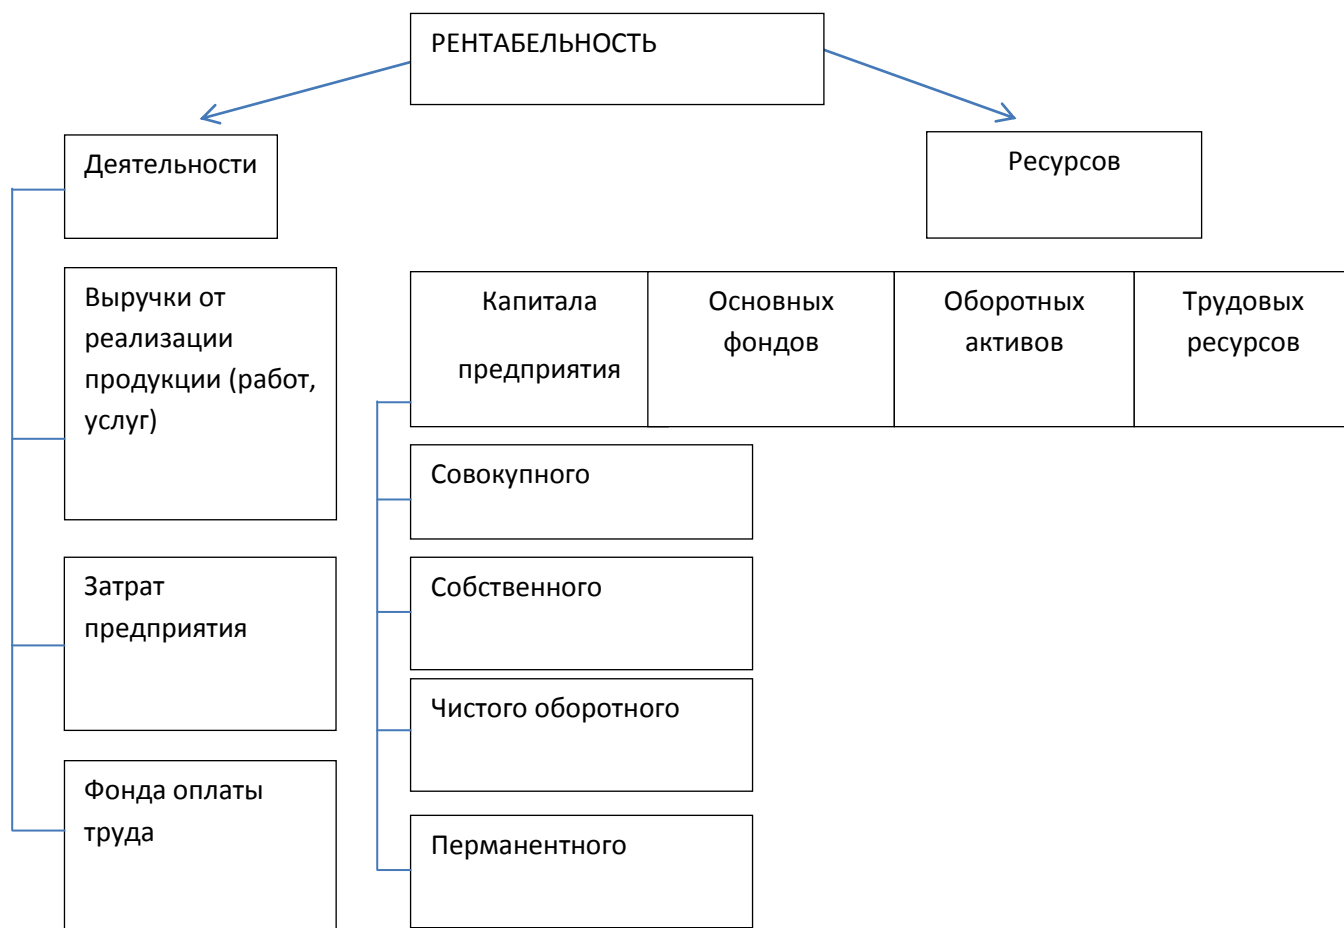 РЕНТАБЕЛЬНОСТЬ
Деятельности
Ресурсов
Выручки от
реализации
продукции (работ,
услуг)
Затрат
предприятия
Фонда оплаты
труда
Капитала
предприятия
Основных
фондов
Оборотных
активов
Трудовых
ресурсов
Совокупного
Собственного
Чистого оборотного
Перманентного